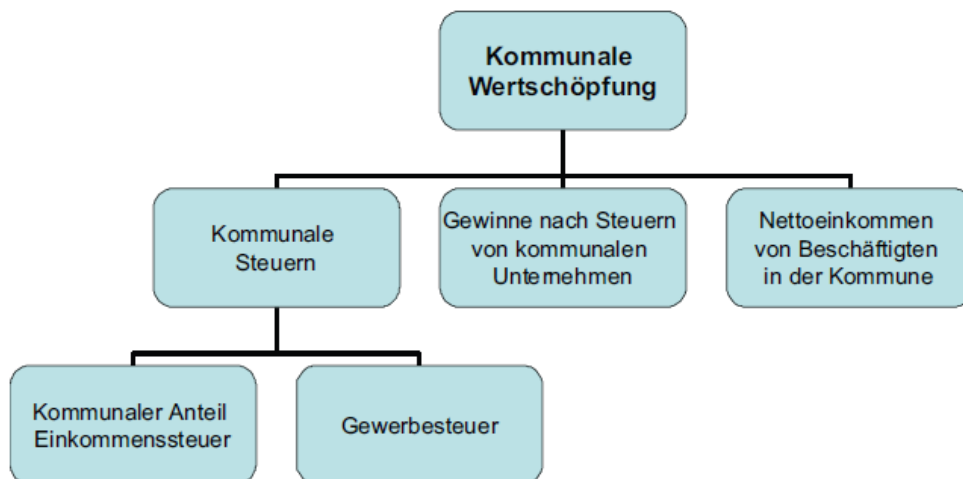 Kommunale
Wertschöpfung
Kommunale
Steuern
Gewinne nach Steuern
von kommunalen
Unternehmen
Nettoeinkommen
von Beschäftigten
in der Kommune
Kommunaler Anteil
Einkommenssteuer
Gewerbesteuer